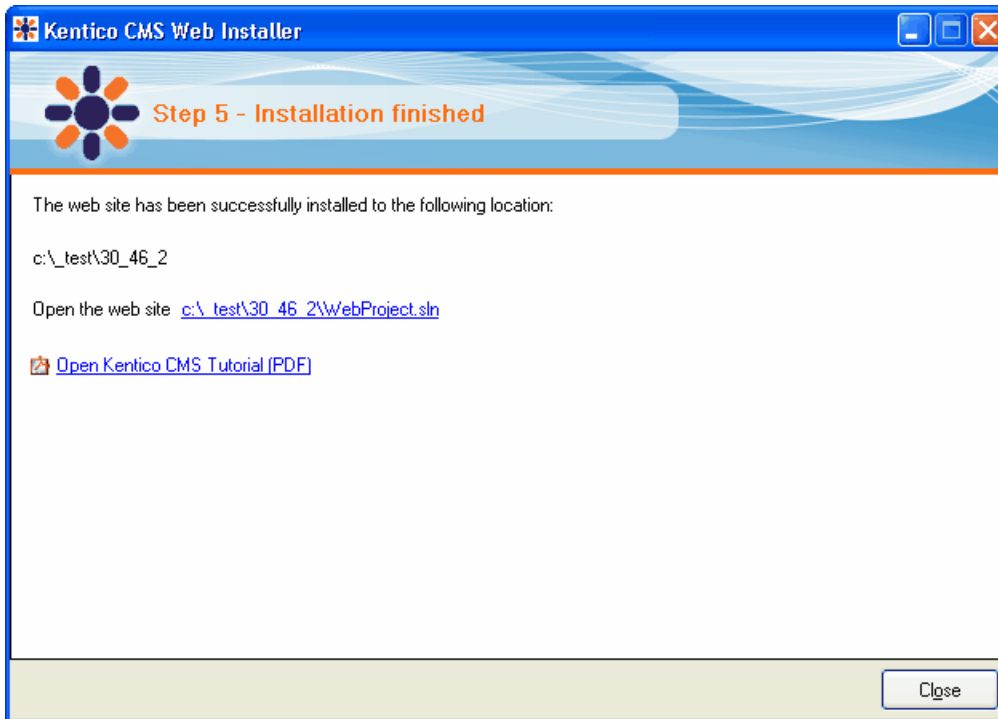 Kentico CMS Web Installer
Step 5 - Installation finished
The web site has been successfully installed to the following location:
c:\_test\30_46_2
Open the web site c:\_test\30_46_2\WebProject.sln
Open Kentico CMS Tutorial (PDF)
Close